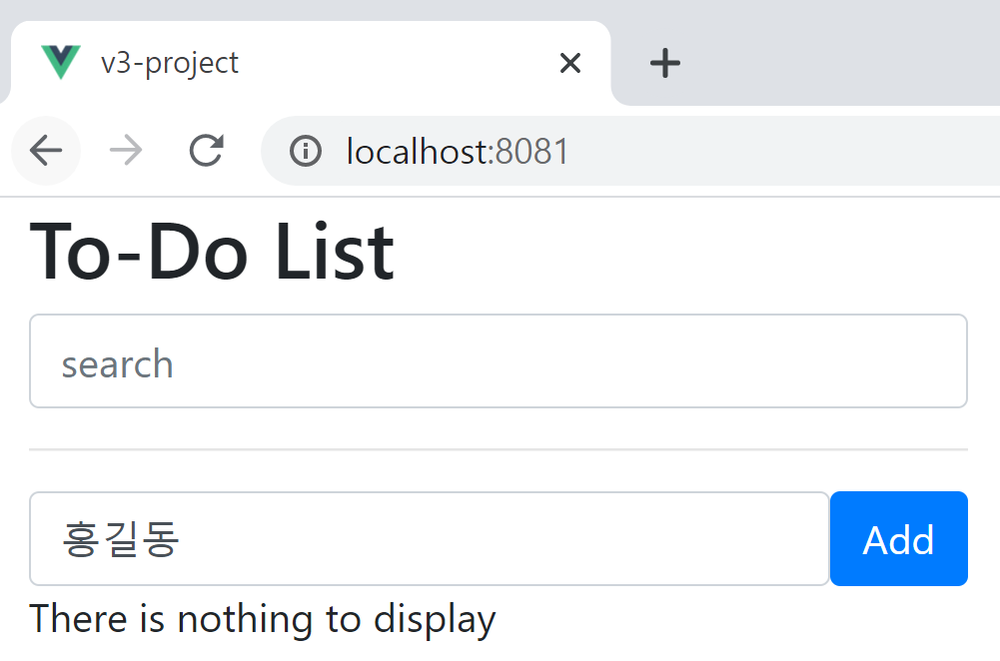 v3-project
localhost:8081
To-Do List
search
홍길동 Add
There is nothing to display